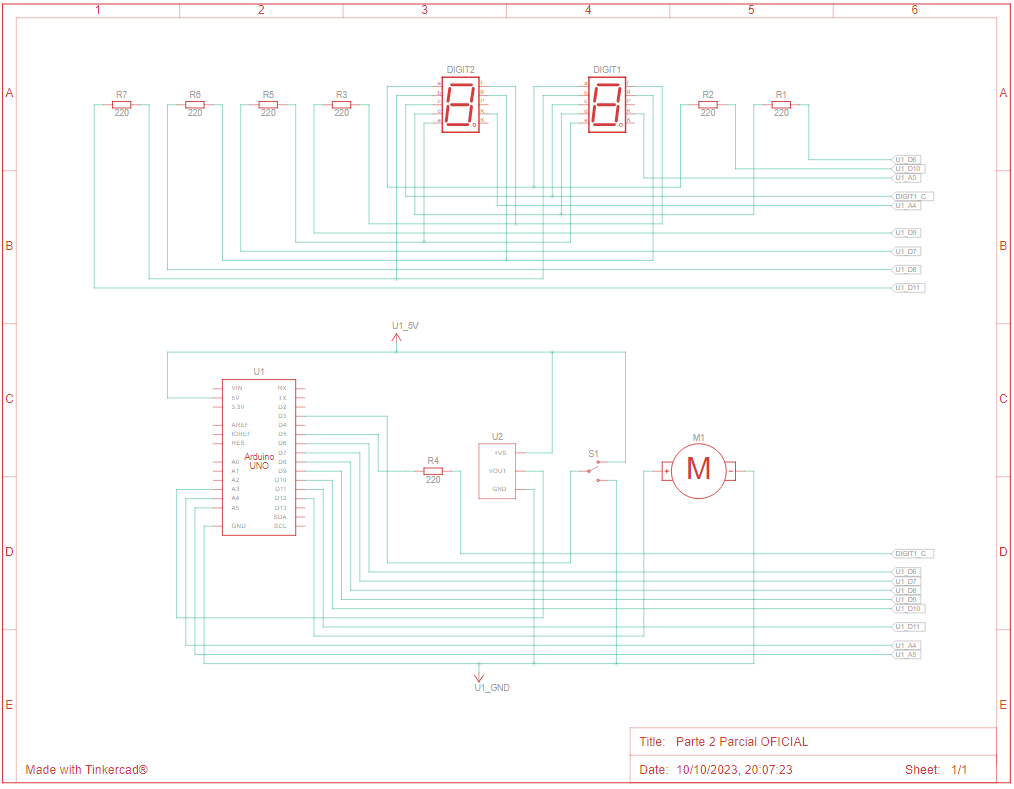 1 2 3 4 5 6
A A
DIGIT2 DIGIT1
R7 R6 R5 R3 R2 R1
220 220 220 220 220 220
U1_D6
U1_D10
U1_A5
DIGIT1_C
U1_A4
U1_D9
B B
U1_D7
U1_D8
U1_D11
U1_5V
U1
VIN RX
5V TX
3.3V D2
D3
AREF D4
IOREF D5
RES D6
D7
A0 D8
A1 D9
A2 D10
A3 D11
A4 D12
A5 D13
SDA
GND SCL
Arduino
UNO
C C
R4
220
U2
+VS
VOUT
GND
S1
M1
+ M -
D D
DIGIT1_C
U1_D6
U1_D7
U1_D8
U1_D9
U1_D10
U1_D11
U1_A4
U1_A5
U1_GND
E E
Title: Parte 2 Parcial OFICIAL
Made with Tinkercad®
Date: 10/10/2023, 20:07:23 Sheet: 1/1